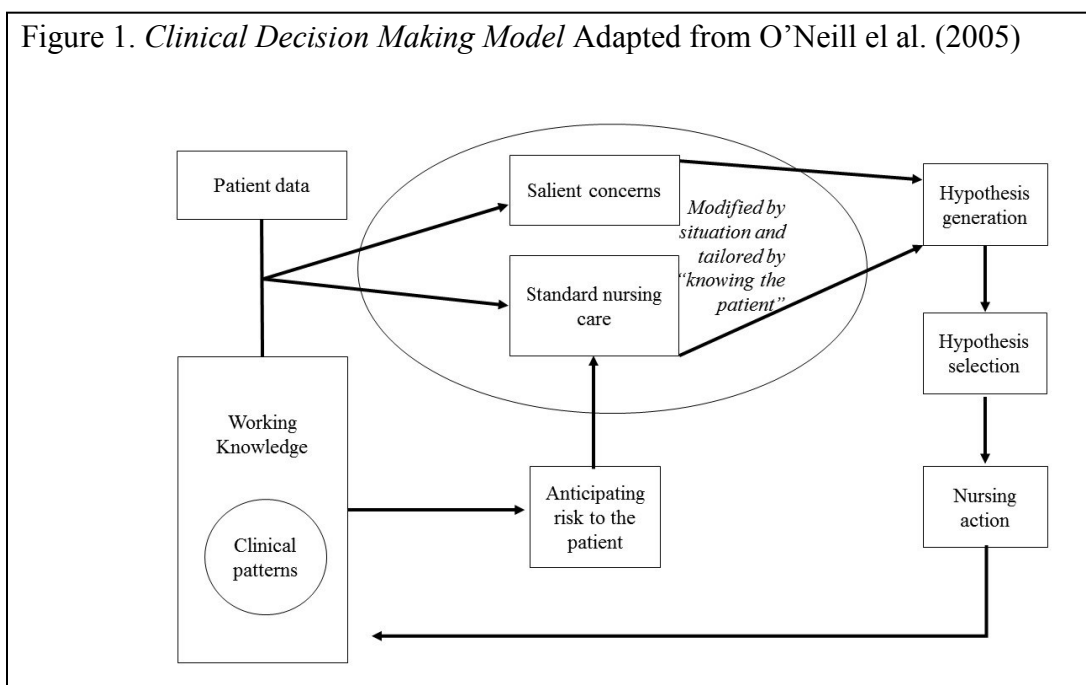 Figure 1. Clinical Decision Making Model Adapted from O’Neill el al. (2005)
Patient data
Salient concerns
Modified by
situation and
tailored by
“knowing the
patient”
Standard nursing
care
Hypothesis
generation
Hypothesis
selection
Working
Knowledge
Clinical
patterns
Anticipating
risk to the
patient
Nursing
action